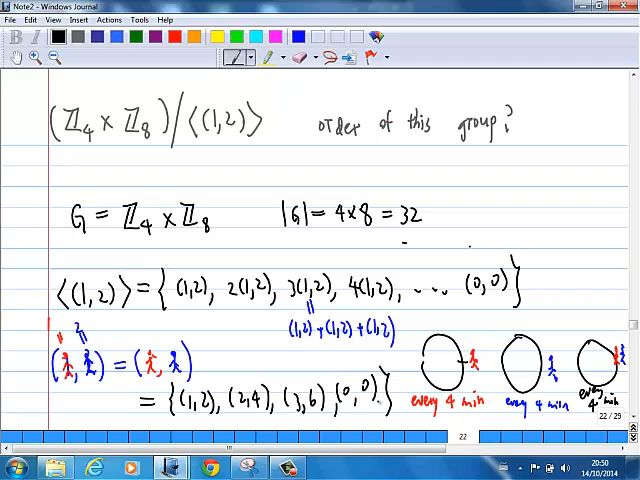 Note2 - Windows Journal
File Edit View Insert Actions Tools Help
(ℤ₄ × ℤ₈) / ⟨(1,2)⟩ order of this group?
G = ℤ₄ × ℤ₈ |G| = 4×8 = 32
⟨(1,2)⟩ = { (1,2), 2(1,2), 3(1,2), 4(1,2), ‥ ‥ (0,0) }
=
(1,2) + (1,2) + (1,2)
1 2
= =
( , ) = ( , )
= { (1,2), (2,4), (3,6), (0,0) }
every 4 min every 4 min every 4 min
22 / 29
22
20:50
14/10/2014